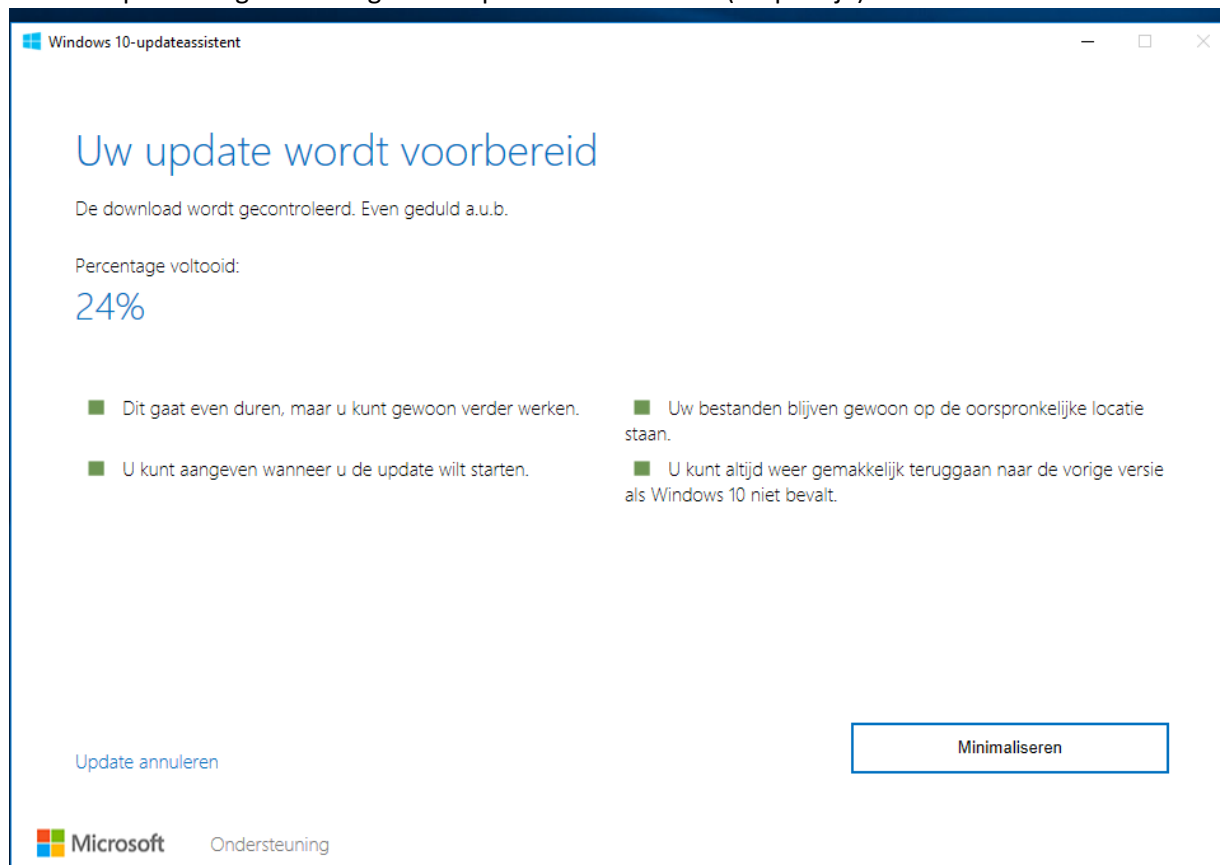 Windows 10-updateassistent
Uw update wordt voorbereid
De download wordt gecontroleerd. Even geduld a.u.b.
Percentage voltooid:
24%
Dit gaat even duren, maar u kunt gewoon verder werken.
U kunt aangeven wanneer u de update wilt starten.
Uw bestanden blijven gewoon op de oorspronkelijke locatie
staan.
U kunt altijd weer gemakkelijk teruggaan naar de vorige versie
als Windows 10 niet bevalt.
Update annuleren
Minimaliseren
Microsoft
Ondersteuning